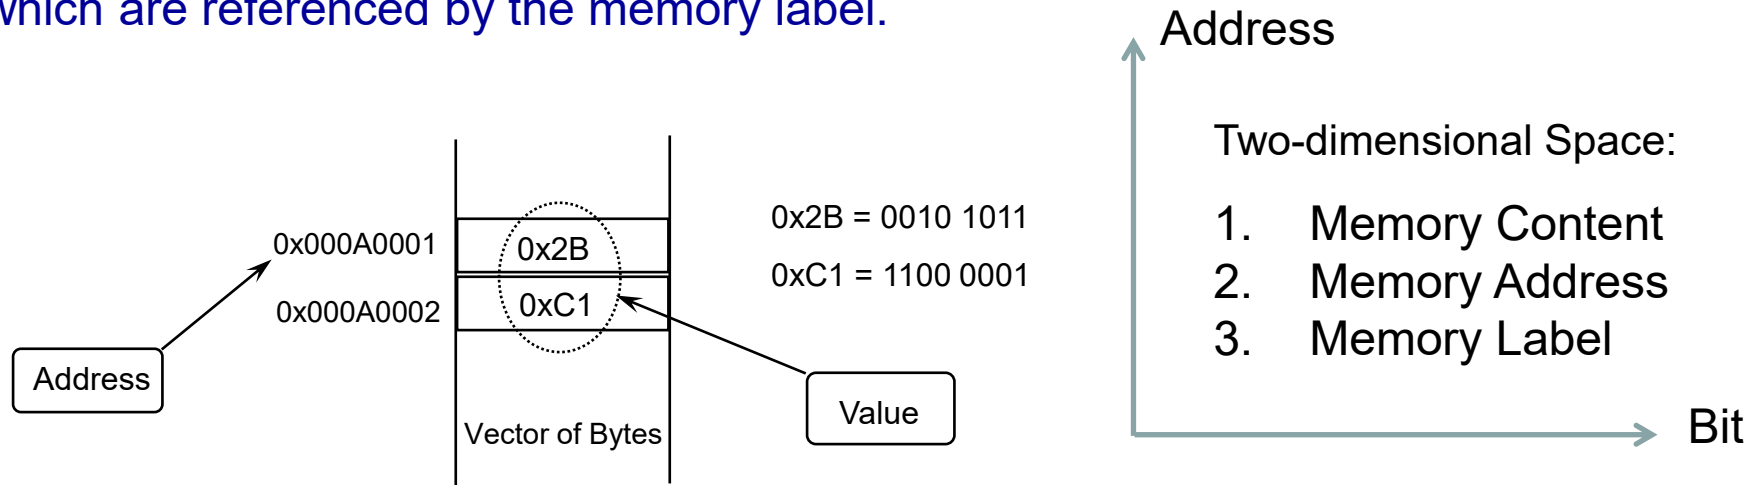 which are referenced by the memory label.
Address
Two-dimensional Space:
1. Memory Content
2. Memory Address
3. Memory Label
Bit
0x000A0001
0x2B
0x2B = 0010 1011
0x000A0002
0xC1
0xC1 = 1100 0001
Address
Value
Vector of Bytes